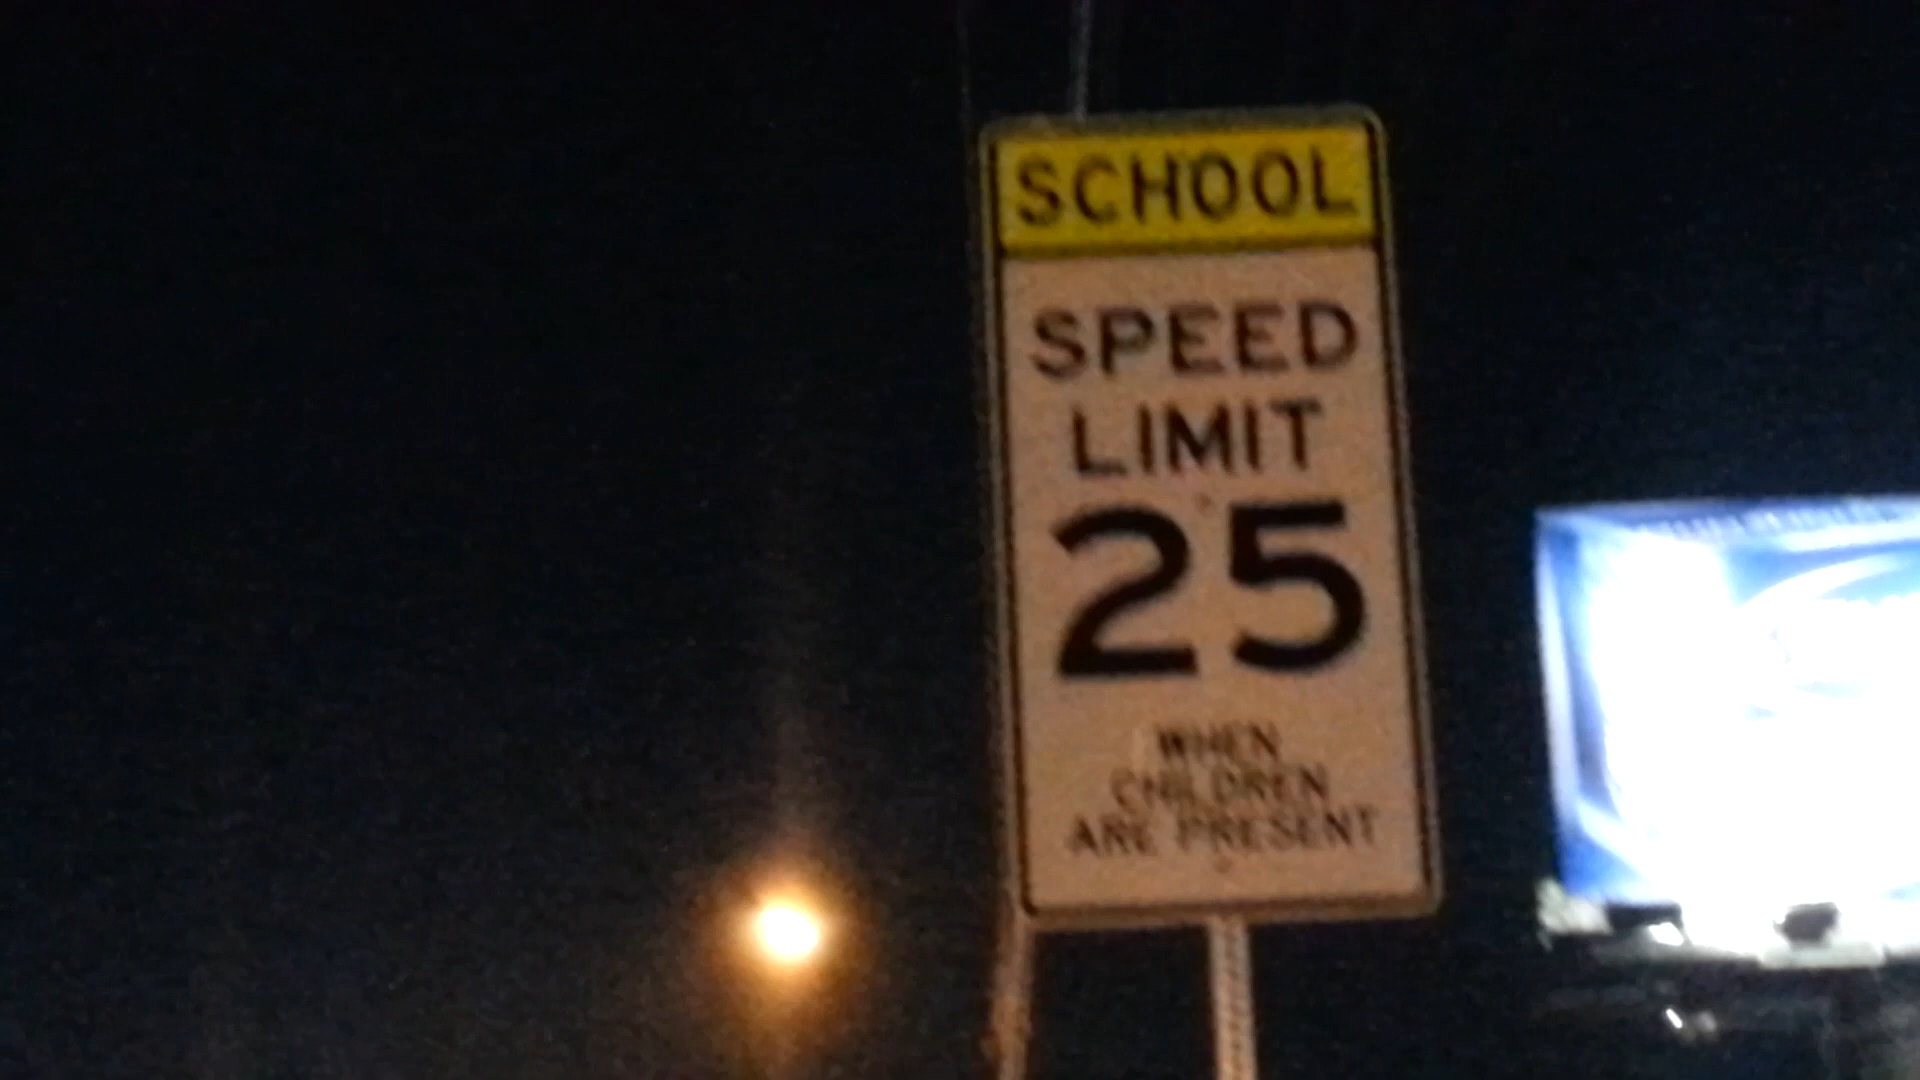 SCHOOL
SPEED
LIMIT
25
WHEN
CHILDREN
ARE PRESENT